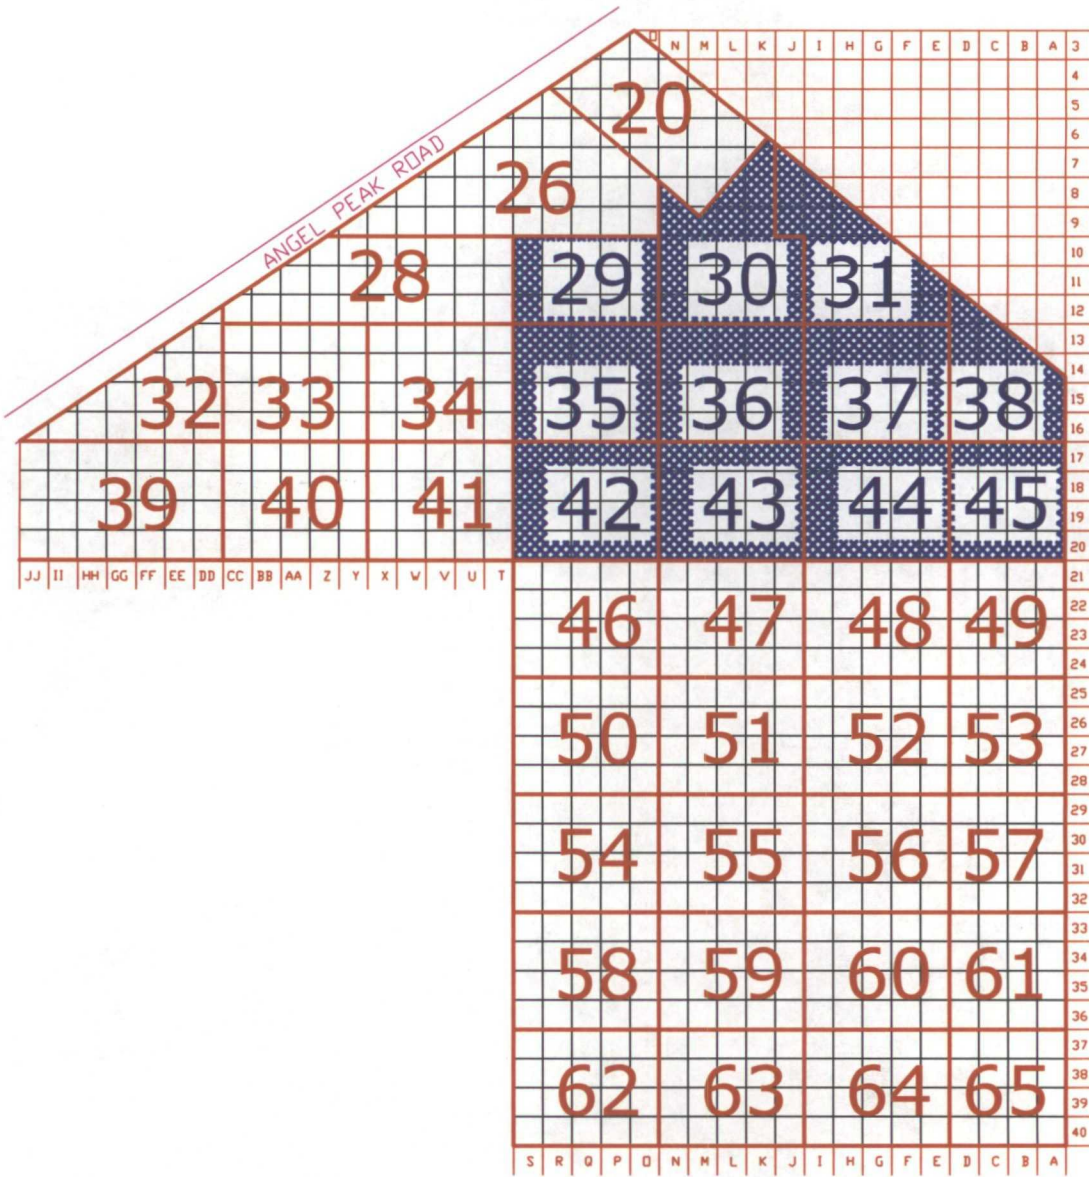 O N M L K J I H G F E D C B A 3
4
20 5
6
ANGEL PEAK ROAD 7
26 8
9
28 29 30 31 10
11
12
13
14
32 33 34 35 36 37 38 15
16
17
39 40 41 42 43 44 45 18
19
20
JJ II HH GG FF EE DD CC BB AA Z Y X W V U T 21
46 47 48 49 22
23
24
25
50 51 52 53 26
27
28
29
54 55 56 57 30
31
32
33
58 59 60 61 34
35
36
37
62 63 64 65 38
39
40
S R Q P O N M L K J I H G F E D C B A